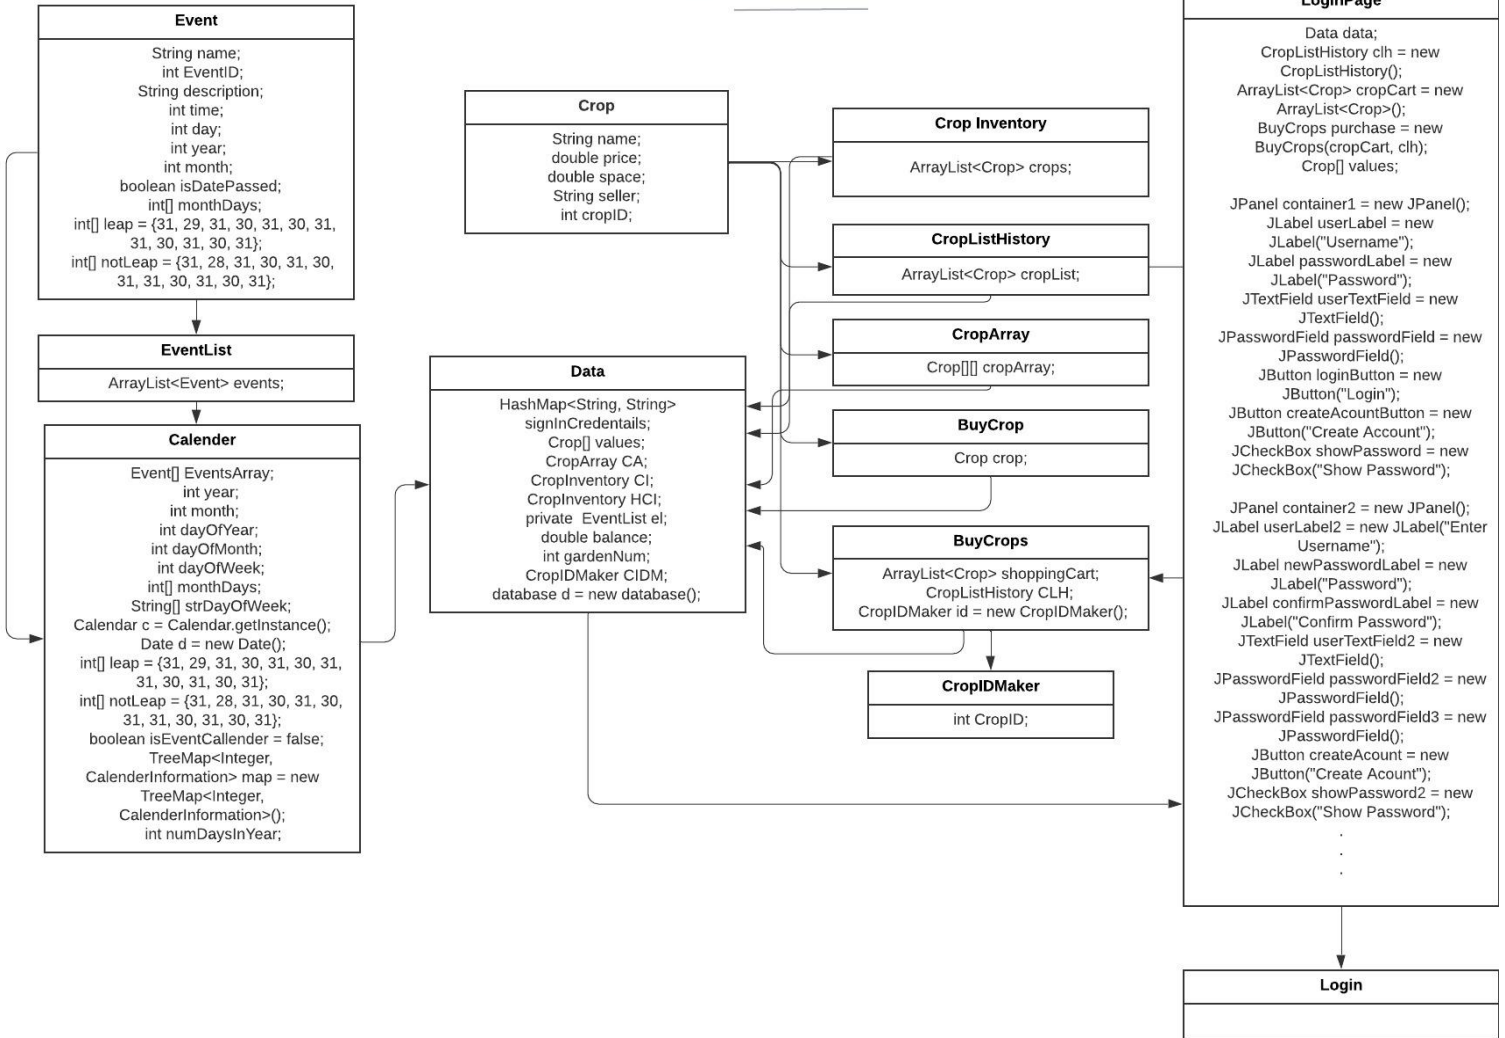 Event
String name;
int EventID;
String description;
int time;
int day;
int year;
int month;
boolean isDatePassed;
int[] monthDays;
int[] leap = {31, 29, 31, 30, 31, 30, 31,
31, 30, 31, 30, 31};
int[] notLeap = {31, 28, 31, 30, 31, 30,
31, 31, 30, 31, 30, 31};
EventList
ArrayList<Event> events;
Calender
Event[] EventsArray;
int year;
int month;
int dayOfYear;
int dayOfMonth;
int dayOfWeek;
int[] monthDays;
String[] strDayOfWeek;
Calendar c = Calendar.getInstance();
Date d = new Date();
int[] leap = {31, 29, 31, 30, 31, 30, 31,
31, 30, 31, 30, 31};
int[] notLeap = {31, 28, 31, 30, 31, 30,
31, 31, 30, 31, 30, 31};
boolean isEventCallender = false;
TreeMap<Integer,
CalenderInformation> map = new
TreeMap<Integer,
CalenderInformation>();
int numDaysInYear;
Crop
String name;
double price;
double space;
String seller;
int cropID;
Data
HashMap<String, String>
signInCredentails;
Crop[] values;
CropArray CA;
CropInventory CI;
CropInventory HCI;
private  EventList el;
double balance;
int gardenNum;
CropIDMaker CIDM;
database d = new database();
Crop Inventory
ArrayList<Crop> crops;
CropListHistory
ArrayList<Crop> cropList;
CropArray
Crop[][] cropArray;
BuyCrop
Crop crop;
BuyCrops
ArrayList<Crop> shoppingCart;
CropListHistory CLH;
CropIDMaker id = new CropIDMaker();
CropIDMaker
int CropID;
LoginPage
Data data;
CropListHistory clh = new
CropListHistory();
ArrayList<Crop> cropCart = new
ArrayList<Crop>();
BuyCrops purchase = new
BuyCrops(cropCart, clh);
Crop[] values;
JPanel container1 = new JPanel();
JLabel userLabel = new
JLabel("Username");
JLabel passwordLabel = new
JLabel("Password");
JTextField userTextField = new
JTextField();
JPasswordField passwordField = new
JPasswordField();
JButton loginButton = new
JButton("Login");
JButton createAcountButton = new
JButton("Create Account");
JCheckBox showPassword = new
JCheckBox("Show Password");
JPanel container2 = new JPanel();
JLabel userLabel2 = new JLabel("Enter
Username");
JLabel newPasswordLabel = new
JLabel("Password");
JLabel confirmPasswordLabel = new
JLabel("Confirm Password");
JTextField userTextField2 = new
JTextField();
JPasswordField passwordField2 = new
JPasswordField();
JPasswordField passwordField3 = new
JPasswordField();
JButton createAcount = new
JButton("Create Acount");
JCheckBox showPassword2 = new
JCheckBox("Show Password");
.
.
.
Login